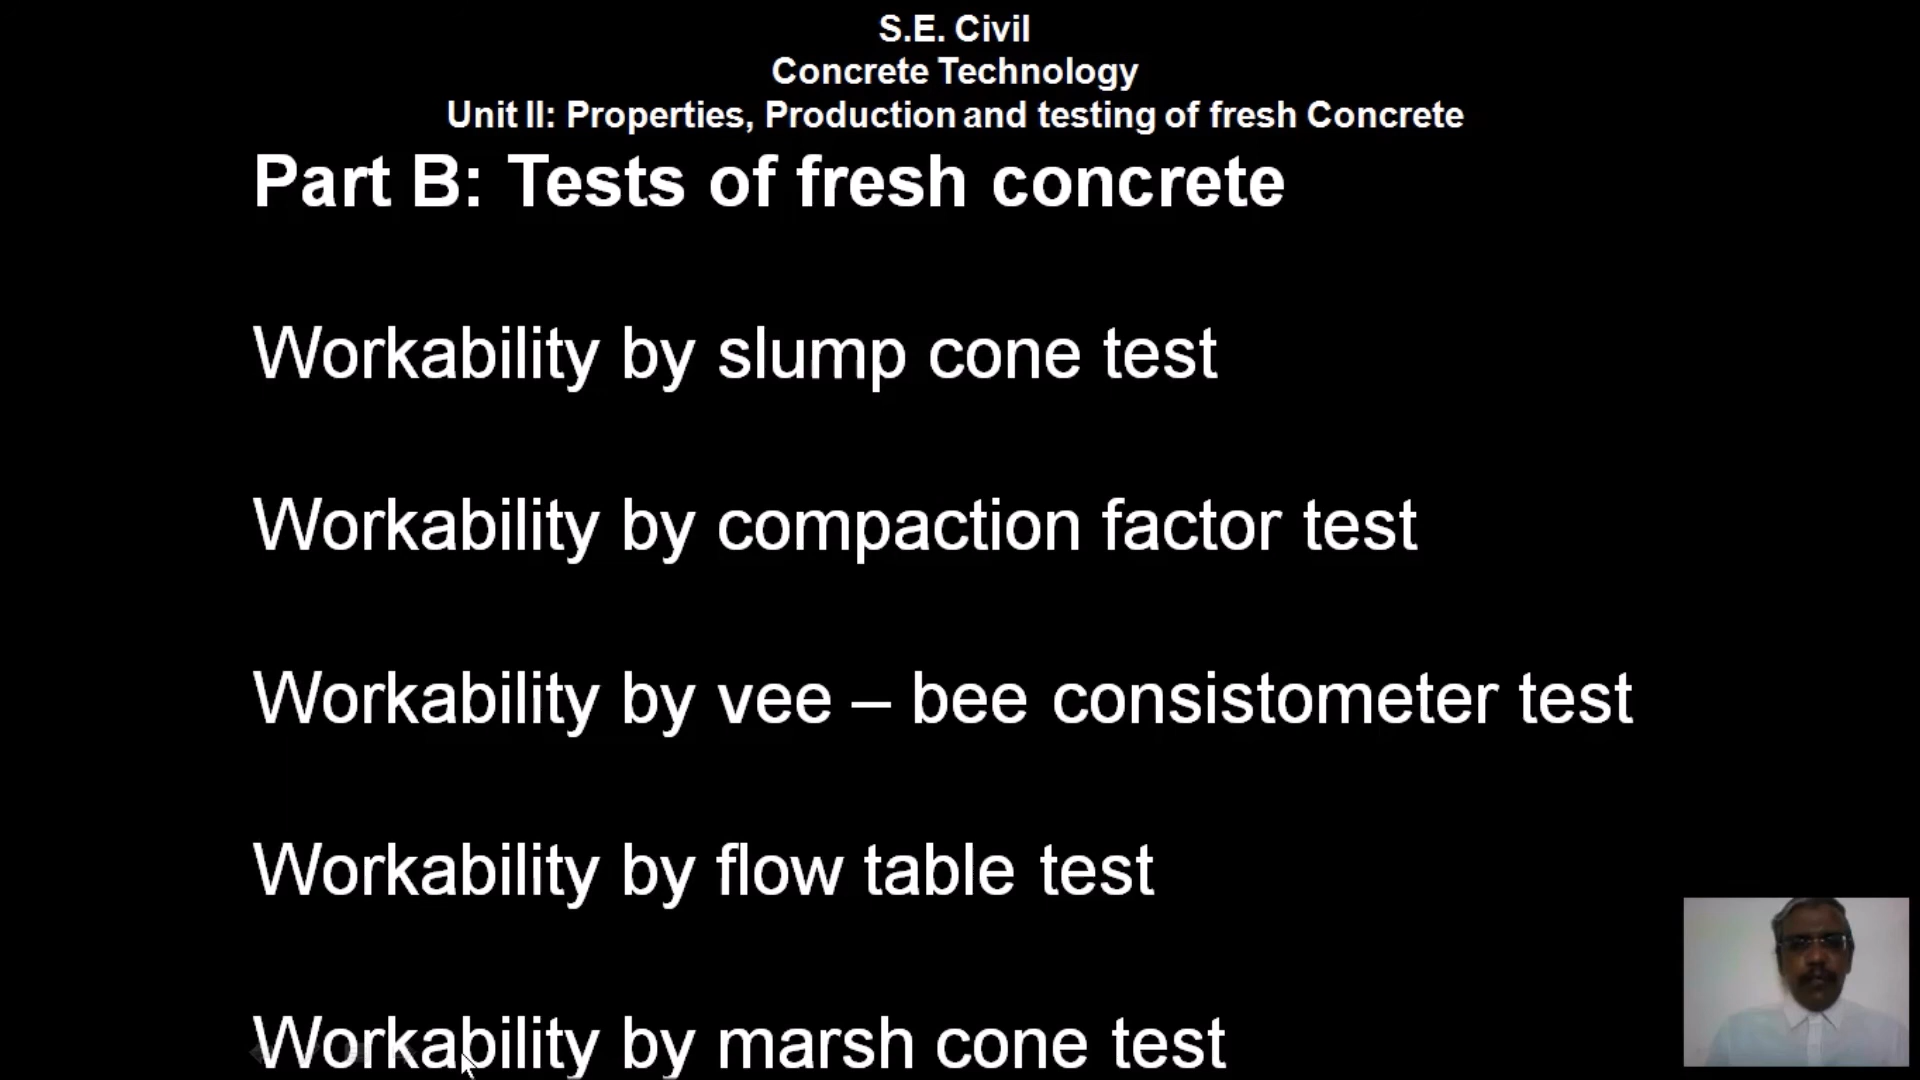 S.E. Civil
Concrete Technology
Unit II: Properties, Production and testing of fresh Concrete
Part B: Tests of fresh concrete
Workability by slump cone test
Workability by compaction factor test
Workability by vee – bee consistometer test
Workability by flow table test
Workability by marsh cone test